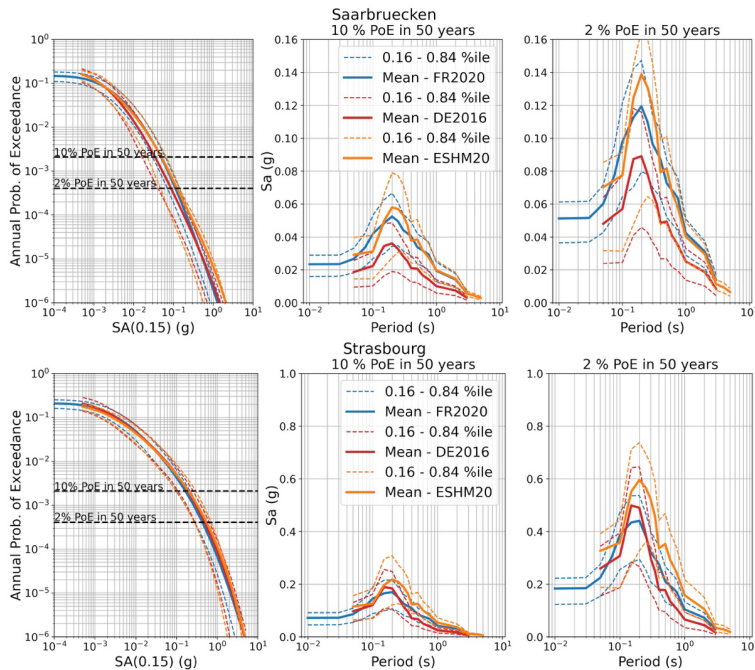 Saarbruecken
10 % PoE in 50 years
2 % PoE in 50 years
Annual Prob. of Exceedance
10⁰
10⁻¹
10⁻²
10⁻³
10⁻⁴
10⁻⁵
10⁻⁶
10% PoE in 50 years
2% PoE in 50 years
10⁻⁴ 10⁻³ 10⁻² 10⁻¹ 10⁰ 10¹
SA(0.15) (g)
Sa (g)
0.16
0.14
0.12
0.10
0.08
0.06
0.04
0.02
0.00
0.16 - 0.84 %ile
Mean - FR2020
0.16 - 0.84 %ile
Mean - DE2016
0.16 - 0.84 %ile
Mean - ESHM20
10⁻² 10⁻¹ 10⁰ 10¹
Period (s)
0.16
0.14
0.12
0.10
0.08
0.06
0.04
0.02
0.00
10⁻² 10⁻¹ 10⁰ 10¹
Period (s)
Strasbourg
10 % PoE in 50 years
2 % PoE in 50 years
Annual Prob. of Exceedance
10⁰
10⁻¹
10⁻²
10⁻³
10⁻⁴
10⁻⁵
10⁻⁶
10% PoE in 50 years
2% PoE in 50 years
10⁻⁴ 10⁻³ 10⁻² 10⁻¹ 10⁰ 10¹
SA(0.15) (g)
Sa (g)
1.0
0.8
0.6
0.4
0.2
0.0
0.16 - 0.84 %ile
Mean - FR2020
0.16 - 0.84 %ile
Mean - DE2016
0.16 - 0.84 %ile
Mean - ESHM20
10⁻² 10⁻¹ 10⁰ 10¹
Period (s)
1.0
0.8
0.6
0.4
0.2
0.0
10⁻² 10⁻¹ 10⁰ 10¹
Period (s)